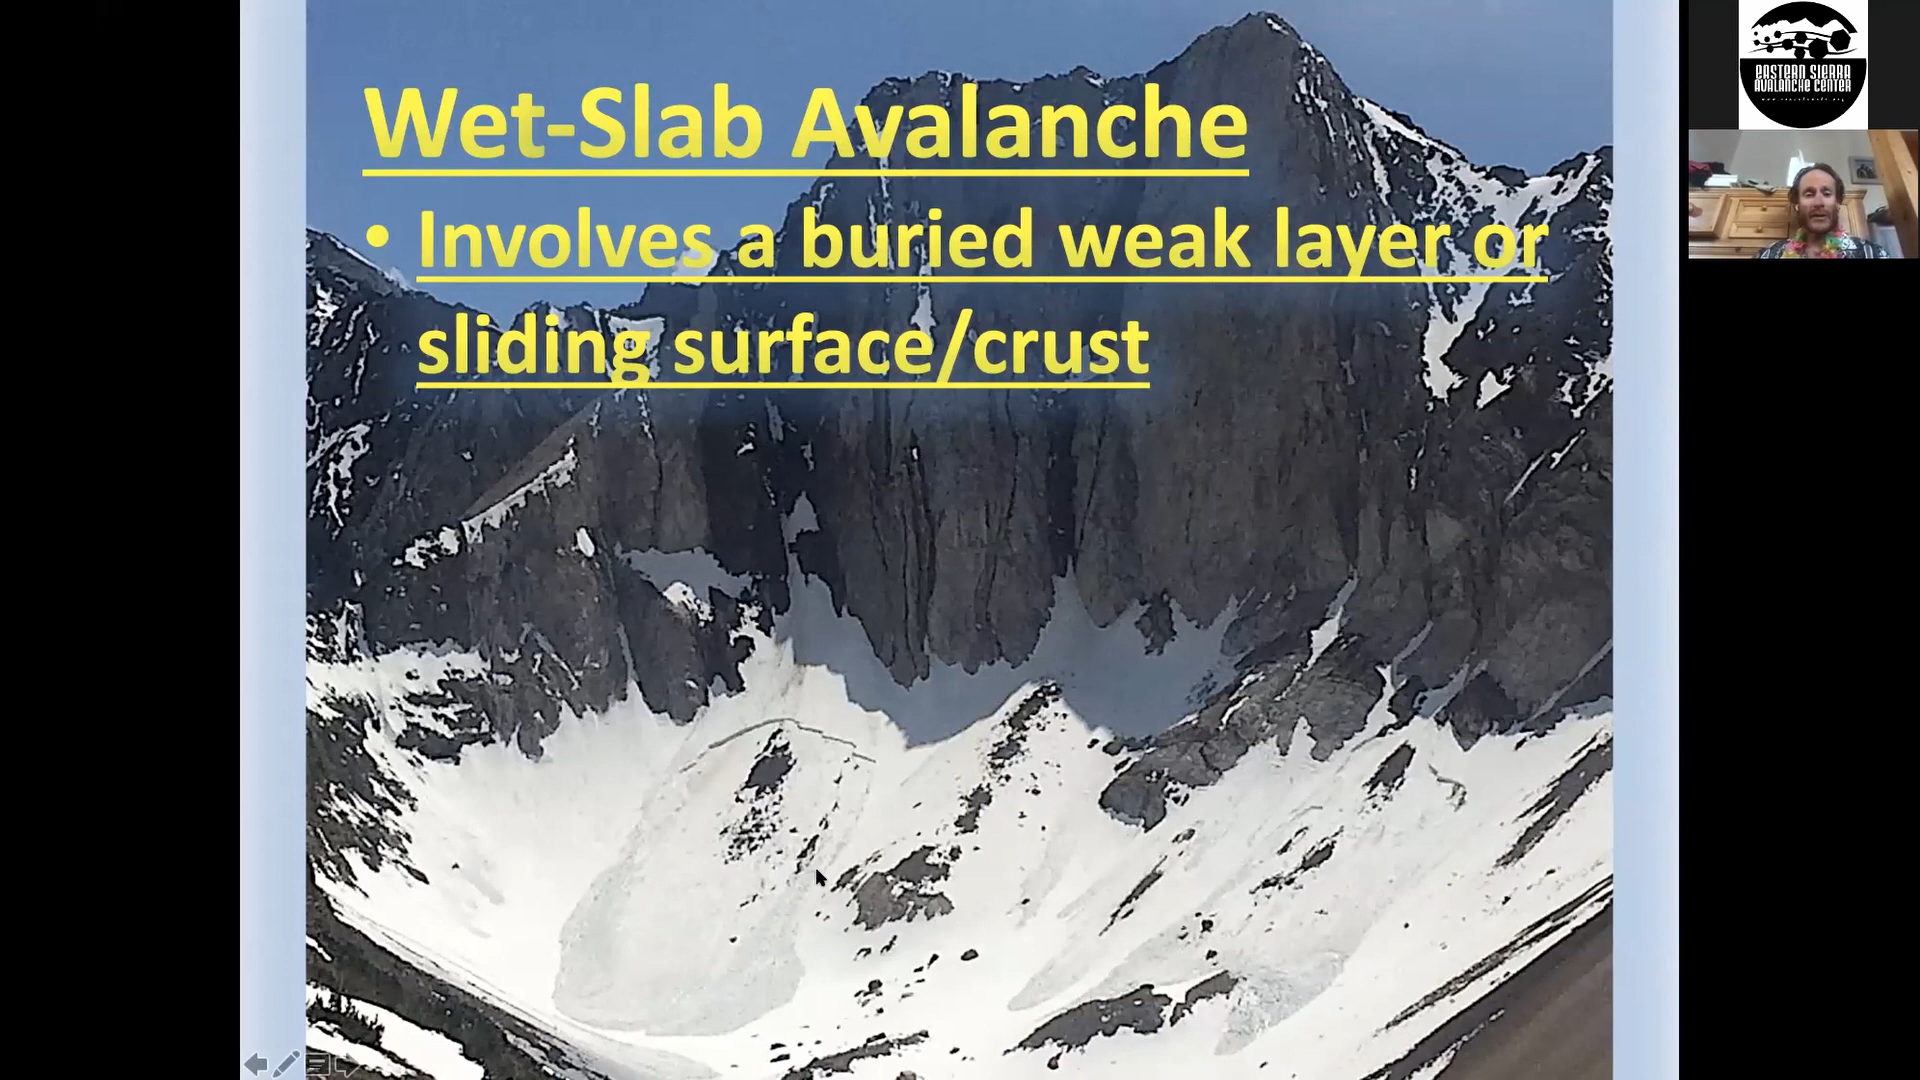 Wet-Slab Avalanche
• Involves a buried weak layer or
sliding surface/crust
EASTERN SIERRA
AVALANCHE CENTER